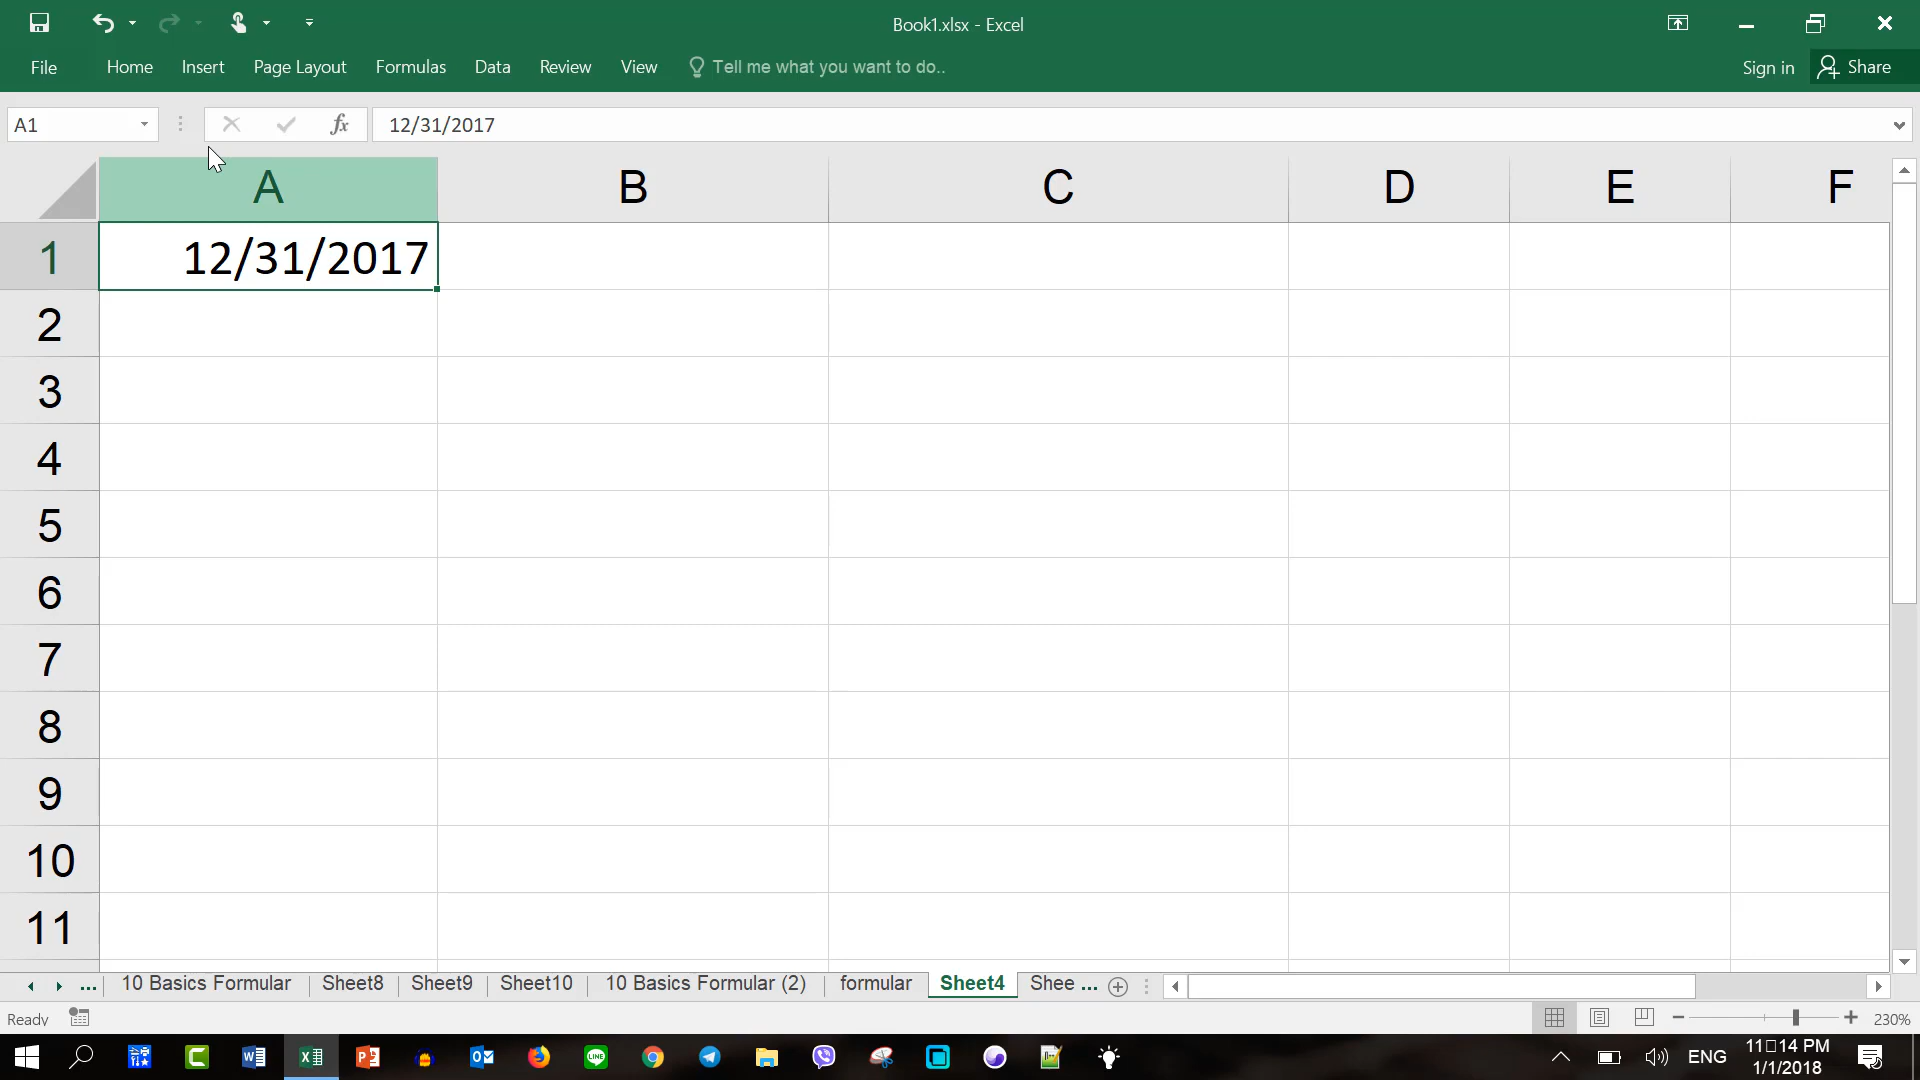 Book1.xlsx - Excel
File Home Insert Page Layout Formulas Data Review View Tell me what you want to do.. Sign in Share
A1 fx 12/31/2017
A B C D E F
1 12/31/2017
2
3
4
5
6
7
8
9
10
11
... 10 Basics Formular Sheet8 Sheet9 Sheet10 10 Basics Formular (2) formular Sheet4 Shee ...
Ready 230%
ENG 11□14 PM
1/1/2018